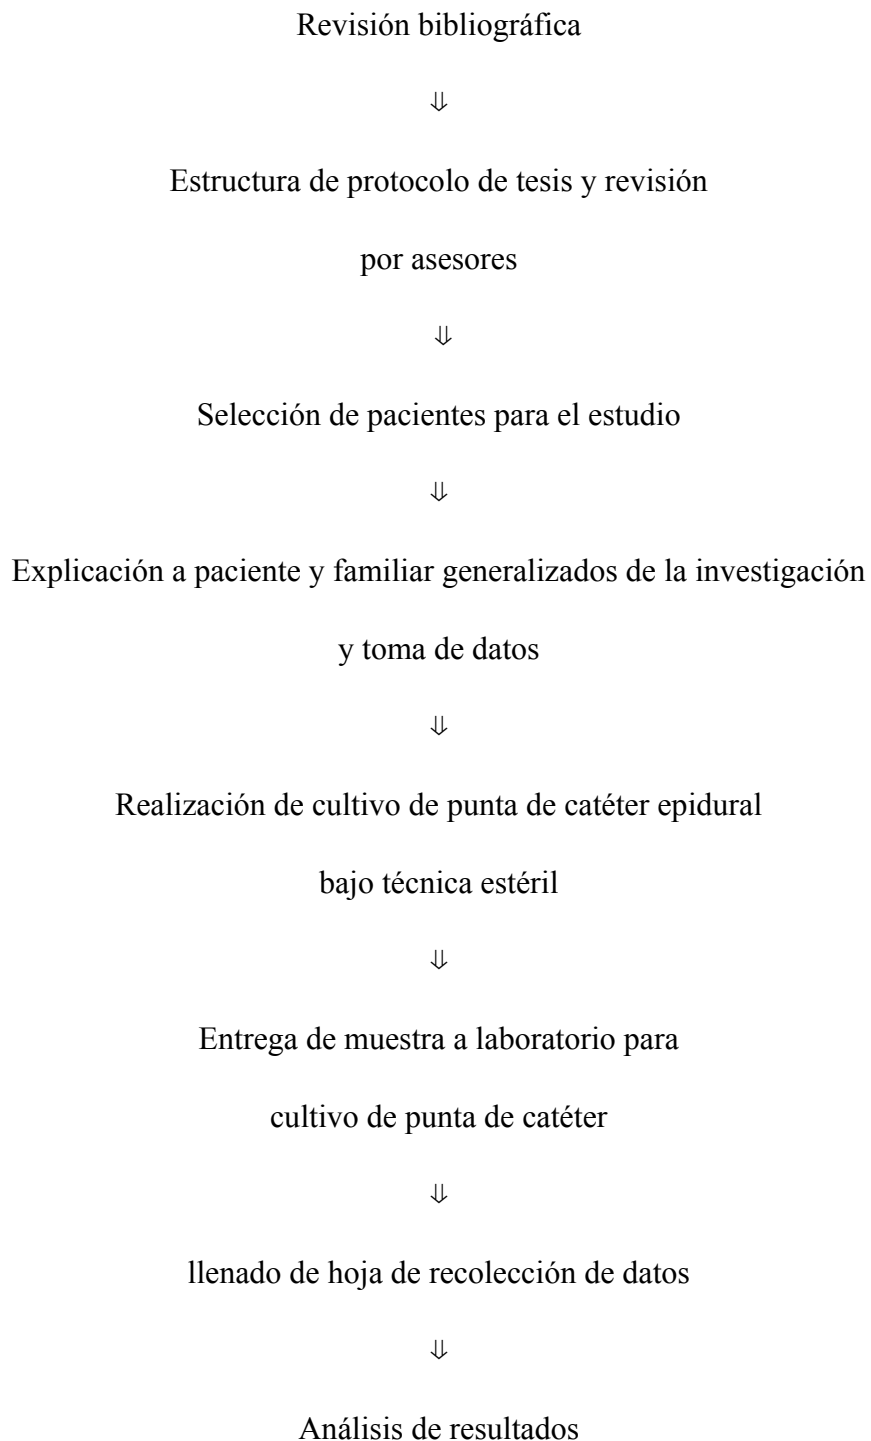 Revisión bibliográfica
⇓
Estructura de protocolo de tesis y revisión
por asesores
⇓
Selección de pacientes para el estudio
⇓
Explicación a paciente y familiar generalizados de la investigación
y toma de datos
⇓
Realización de cultivo de punta de catéter epidural
bajo técnica estéril
⇓
Entrega de muestra a laboratorio para
cultivo de punta de catéter
⇓
llenado de hoja de recolección de datos
⇓
Análisis de resultados